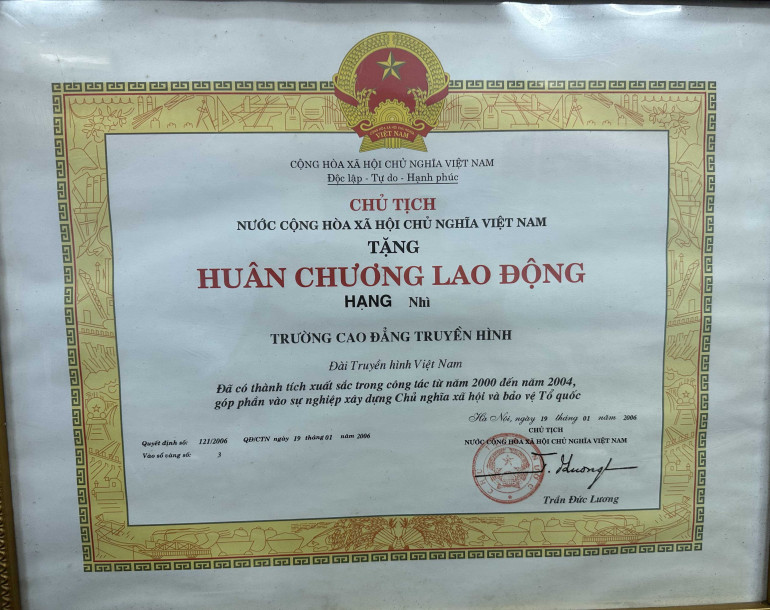 VIỆT NAM
CỘNG HÒA XÃ HỘI CHỦ NGHĨA VIỆT NAM
Độc lập - Tự do - Hạnh phúc
CHỦ TỊCH
NƯỚC CỘNG HÒA XÃ HỘI CHỦ NGHĨA VIỆT NAM
TẶNG
HUÂN CHƯƠNG LAO ĐỘNG
HẠNG Nhì
TRƯỜNG CAO ĐẲNG TRUYỀN HÌNH
Đài Truyền hình Việt Nam
Đã có thành tích xuất sắc trong công tác từ năm 2000 đến năm 2004,
góp phần vào sự nghiệp xây dựng Chủ nghĩa xã hội và bảo vệ Tổ quốc
Hà Nội, ngày 19 tháng 01 năm 2006
CHỦ TỊCH
NƯỚC CỘNG HÒA XÃ HỘI CHỦ NGHĨA VIỆT NAM
Quyết định số: 121/2006 QĐ/CTN ngày 19 tháng 01 năm 2006
Vào sổ vàng số: 3
Trần Đức Lương